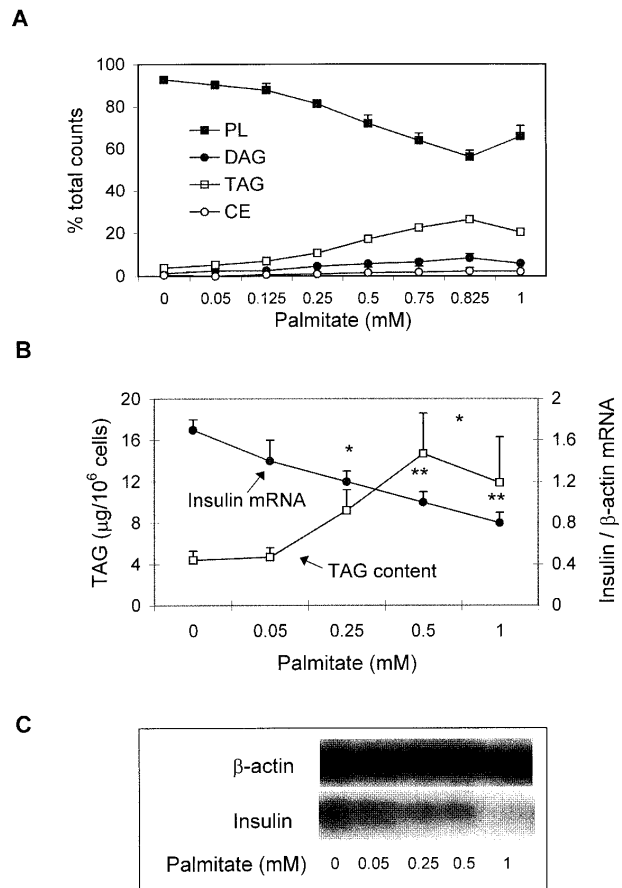 A
100
80
60
40
20
0
% total counts
PL
DAG
TAG
CE
0 0.05 0.125 0.25 0.5 0.75 0.825 1
Palmitate (mM)
B
20
16
12
8
4
0
TAG (μg/10⁶ cells)
2
1.6
1.2
0.8
0.4
0
Insulin / β-actin mRNA
*
*
**
**
Insulin mRNA
TAG content
0 0.05 0.25 0.5 1
Palmitate (mM)
C
β-actin
Insulin
Palmitate (mM) 0 0.05 0.25 0.5 1